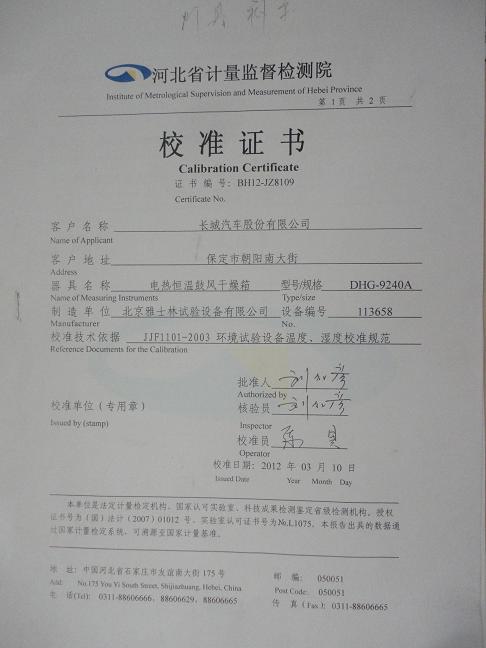 河北省计量监督检测院
Institute of Metrological Supervision and Measurement of Hebei Province
第 1 页 共 2 页
校准证书
Calibration Certificate
证书编号: BH12-JZ8109
Certificate No.
客户名称 长城汽车股份有限公司
Name of Applicant
客户地址 保定市朝阳南大街
Address
器具名称 电热恒温鼓风干燥箱 型号/规格 DHG-9240A
Name of Measuring Instruments Type/size
制造单位 北京雅士林试验设备有限公司 设备编号 113658
Manufacturer No.
校准技术依据 JJF1101-2003 环境试验设备温度、湿度校准规范
Reference Documents for the Calibration
批准人
Authorized by
校准单位(专用章) 核验员
Issued by (stamp) Inspector
校准员
Operator
校准日期: 2012 年 03 月 10 日
Issued Date Year Month Day
本单位是法定计量检定机构、国家认可实验室、科技成果检测鉴定省级检测机构。授权
证书号为(国)法计(2007)01012 号、实验室认可证书号为№.L1075。本报告出具的数据通
过国家计量检定系统,可溯源至国家计量基准。
地 址: 中国河北省石家庄市友谊南大街 175 号 邮 编: 050051
Add: No.175 You Yi South Street, Shijiazhuang, Hebei, China Post Code: 050051
电 话(Tel): 0311-88606666、88606629、88606665 传 真(Fax): 0311-88606665